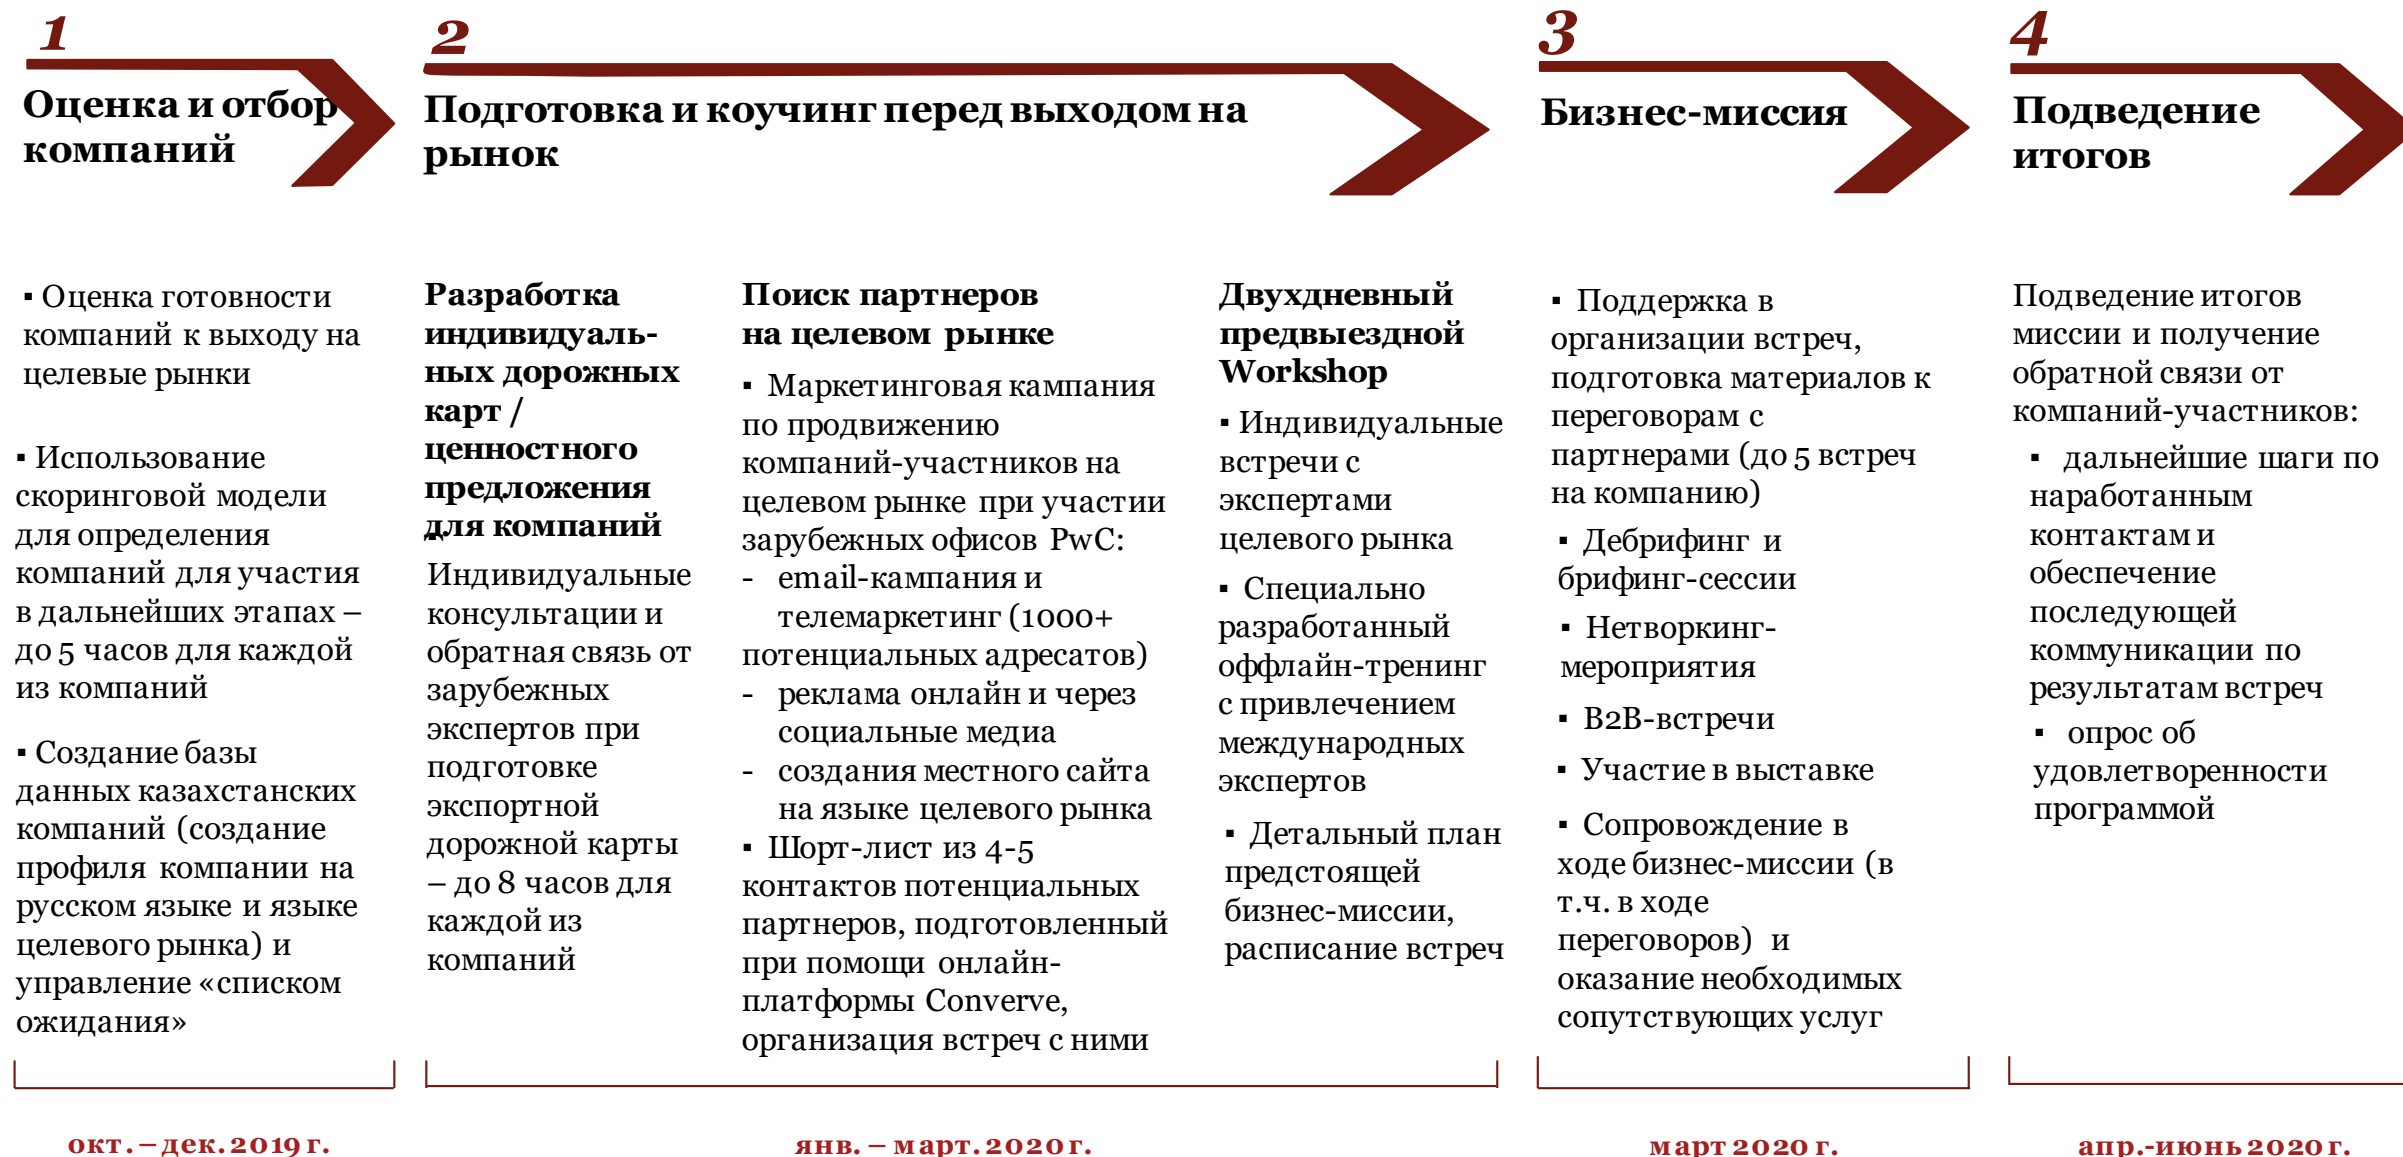 1
Оценка и отбор
компаний
▪ Оценка готовности
компаний к выходу на
целевые рынки
▪ Использование
скоринговой модели
для определения
компаний для участия
в дальнейших этапах –
до 5 часов для каждой
из компаний
▪ Создание базы
данных казахстанских
компаний (создание
профиля компании на
русском языке и языке
целевого рынка) и
управление «списком
ожидания»
окт. – дек. 2019 г.
2
Подготовка и коучинг перед выходом на
рынок
Разработка
индивидуаль-
ных дорожных
карт /
ценностного
предложения
для компаний
▪
Индивидуальные
консультации и
обратная связь от
зарубежных
экспертов при
подготовке
экспортной
дорожной карты
– до 8 часов для
каждой из
компаний
Поиск партнеров
на целевом рынке
▪ Маркетинговая кампания
по продвижению
компаний-участников на
целевом рынке при участии
зарубежных офисов PwC:
- email-кампания и
телемаркетинг (1000+
потенциальных адресатов)
- реклама онлайн и через
социальные медиа
- создания местного сайта
на языке целевого рынка
▪ Шорт-лист из 4-5
контактов потенциальных
партнеров, подготовленный
при помощи онлайн-
платформы Converve,
организация встреч с ними
Двухдневный
предвыездной
Workshop
▪ Индивидуальные
встречи с
экспертами
целевого рынка
▪ Специально
разработанный
оффлайн-тренинг
с привлечением
международных
экспертов
▪ Детальный план
предстоящей
бизнес-миссии,
расписание встреч
янв. – март. 2020 г.
3
Бизнес-миссия
▪ Поддержка в
организации встреч,
подготовка материалов к
переговорам с
партнерами (до 5 встреч
на компанию)
▪ Дебрифинг и
брифинг-сессии
▪ Нетворкинг-
мероприятия
▪ B2B-встречи
▪ Участие в выставке
▪ Сопровождение в
ходе бизнес-миссии (в
т.ч. в ходе
переговоров) и
оказание необходимых
сопутствующих услуг
март 2020 г.
4
Подведение
итогов
Подведение итогов
миссии и получение
обратной связи от
компаний-участников:
▪ дальнейшие шаги по
наработанным
контактам и
обеспечение
последующей
коммуникации по
результатам встреч
▪ опрос об
удовлетворенности
программой
апр.-июнь 2020 г.